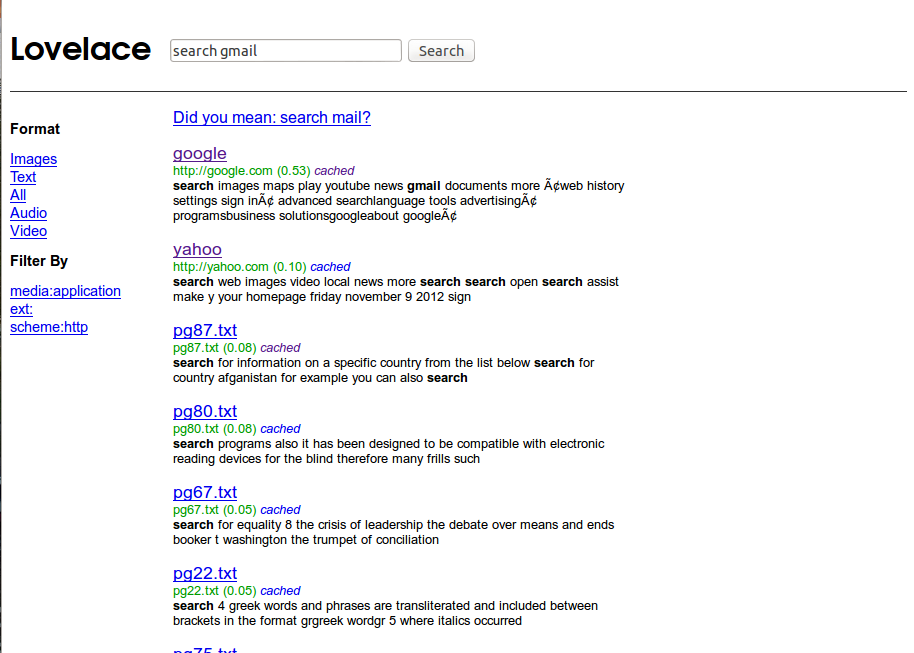 Lovelace
search gmail
Search
Format
Images
Text
All
Audio
Video
Filter By
media:application
ext:
scheme:http
Did you mean: search mail?
google
http://google.com (0.53) cached
search images maps play youtube news gmail documents more Ã¢web history
settings sign inÃ¢ advanced searchlanguage tools advertisingÃ¢
programsbusiness solutionsgoogleabout googleÃ¢
yahoo
http://yahoo.com (0.10) cached
search web images video local news more search search open search assist
make y your homepage friday november 9 2012 sign
pg87.txt
pg87.txt (0.08) cached
search for information on a specific country from the list below search for
country afganistan for example you can also search
pg80.txt
pg80.txt (0.08) cached
search programs also it has been designed to be compatible with electronic
reading devices for the blind therefore many frills such
pg67.txt
pg67.txt (0.05) cached
search for equality 8 the crisis of leadership the debate over means and ends
booker t washington the trumpet of conciliation
pg22.txt
pg22.txt (0.05) cached
search 4 greek words and phrases are transliterated and included between
brackets in the format grgreek wordgr 5 where italics occurred
pg75.txt